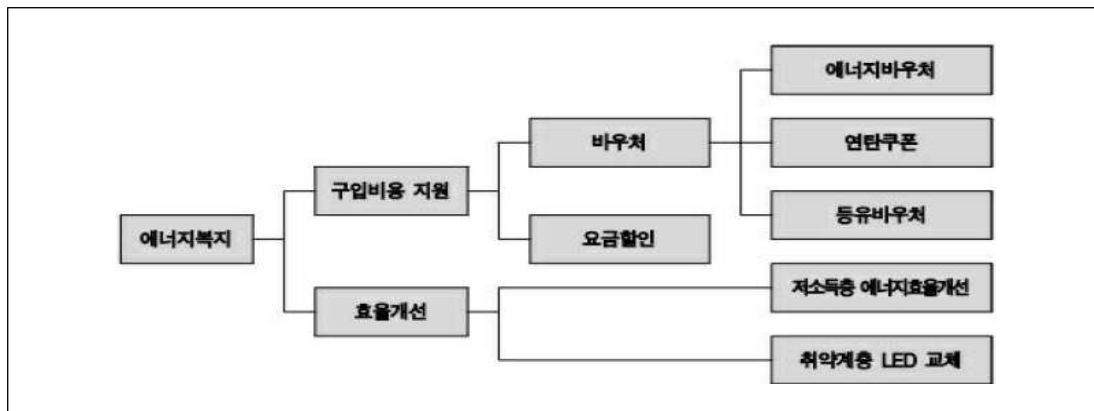 에너지복지
구입비용 지원
바우처
에너지바우처
연탄쿠폰
등유바우처
요금할인
효율개선
저소득층 에너지효율개선
취약계층 LED 교체